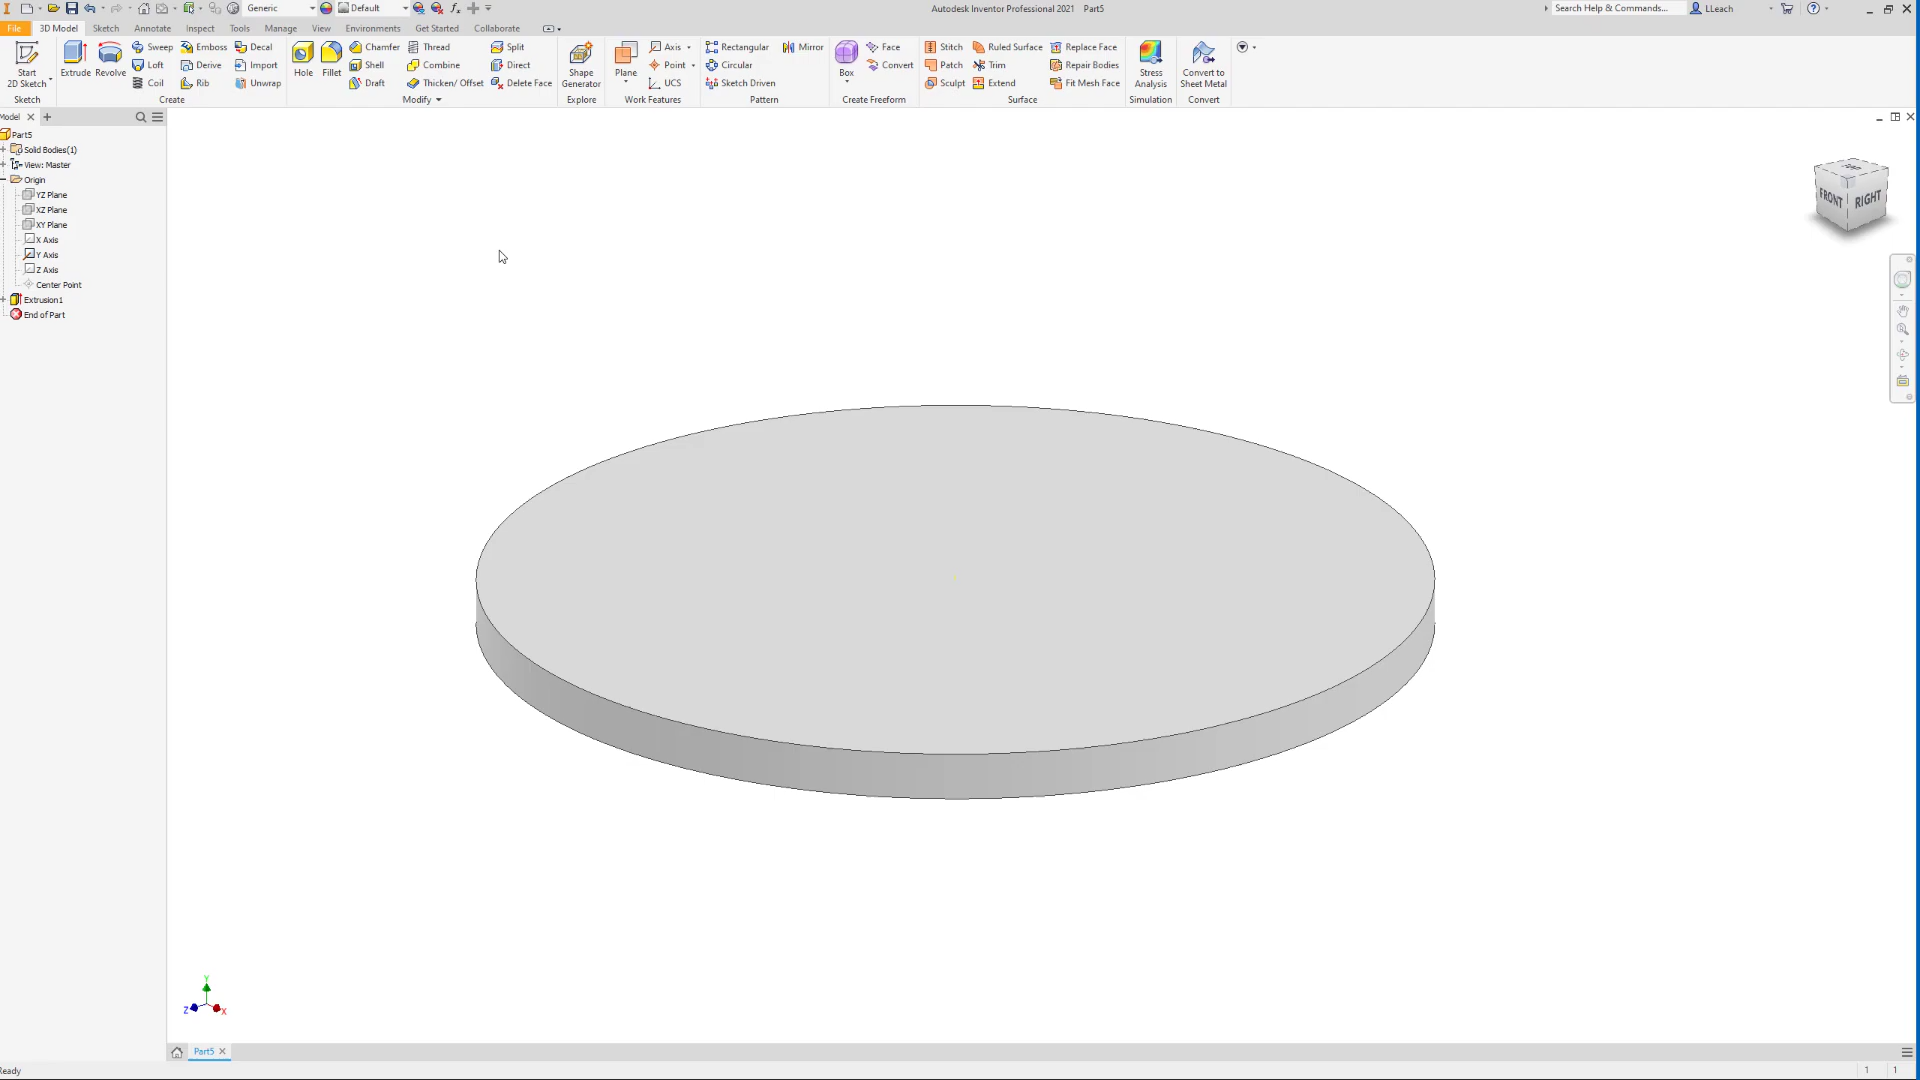 Generic
Default
Autodesk Inventor Professional 2021 Part5
Search Help & Commands...
LLeach
File
3D Model
Sketch
Annotate
Inspect
Tools
Manage
View
Environments
Get Started
Collaborate
Start
2D Sketch
Sketch
Extrude
Revolve
Sweep
Loft
Coil
Emboss
Derive
Rib
Decal
Import
Unwrap
Create
Hole
Fillet
Chamfer
Shell
Draft
Thread
Combine
Thicken/ Offset
Split
Direct
Delete Face
Modify
Shape
Generator
Explore
Plane
Axis
Point
UCS
Work Features
Rectangular
Circular
Sketch Driven
Mirror
Pattern
Box
Face
Convert
Create Freeform
Stitch
Patch
Sculpt
Ruled Surface
Trim
Extend
Replace Face
Repair Bodies
Fit Mesh Face
Surface
Stress
Analysis
Simulation
Convert to
Sheet Metal
Convert
Model
Part5
Solid Bodies(1)
View: Master
Origin
YZ Plane
XZ Plane
XY Plane
X Axis
Y Axis
Z Axis
Center Point
Extrusion1
End of Part
FRONT
RIGHT
Y
Z
X
Part5
Ready
1
1